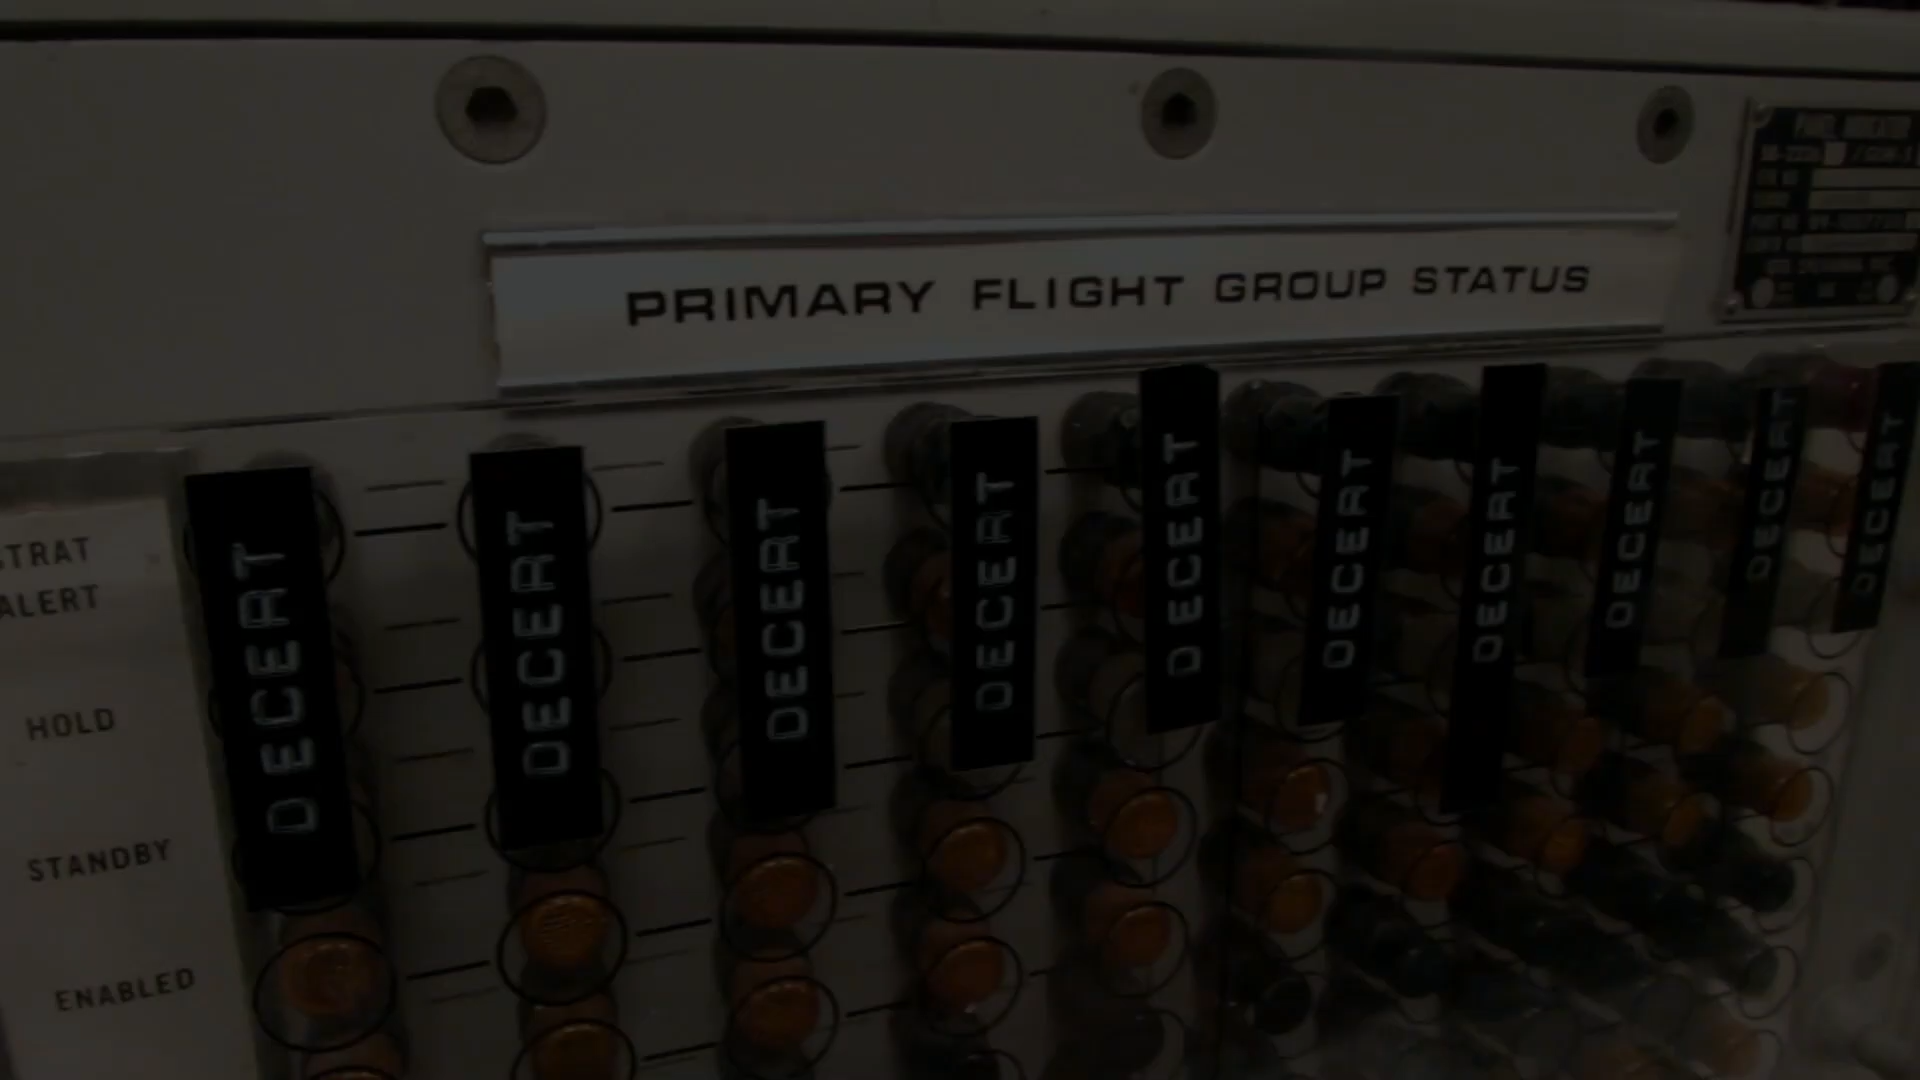 PRIMARY FLIGHT GROUP STATUS
DECERT
DECERT
DECERT
DECERT
DECERT
DECERT
DECERT
DECERT
DECERT
DECERT
STRAT
ALERT
HOLD
STANDBY
ENABLED